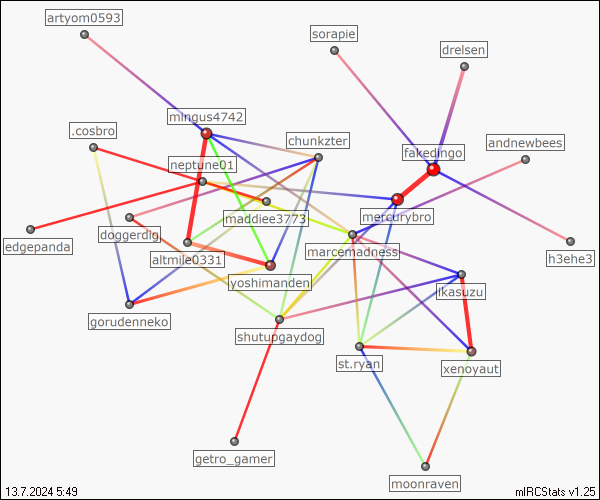 artyom0593
sorapie
drelsen
mingus4742
.cosbro
chunkzter
andnewbees
fakedingo
neptune01
maddiee3773
mercdrybro
edgepanda
doggerdig
marcemadness
h3ehe3
altmile0331
yoshimanden
ikasuzu
gorudenneko
shutupgaydog
st.ryan
xenoyaut
getro_gamer
moonraven
13.7.2024 5:49
mIRCStats v1.25